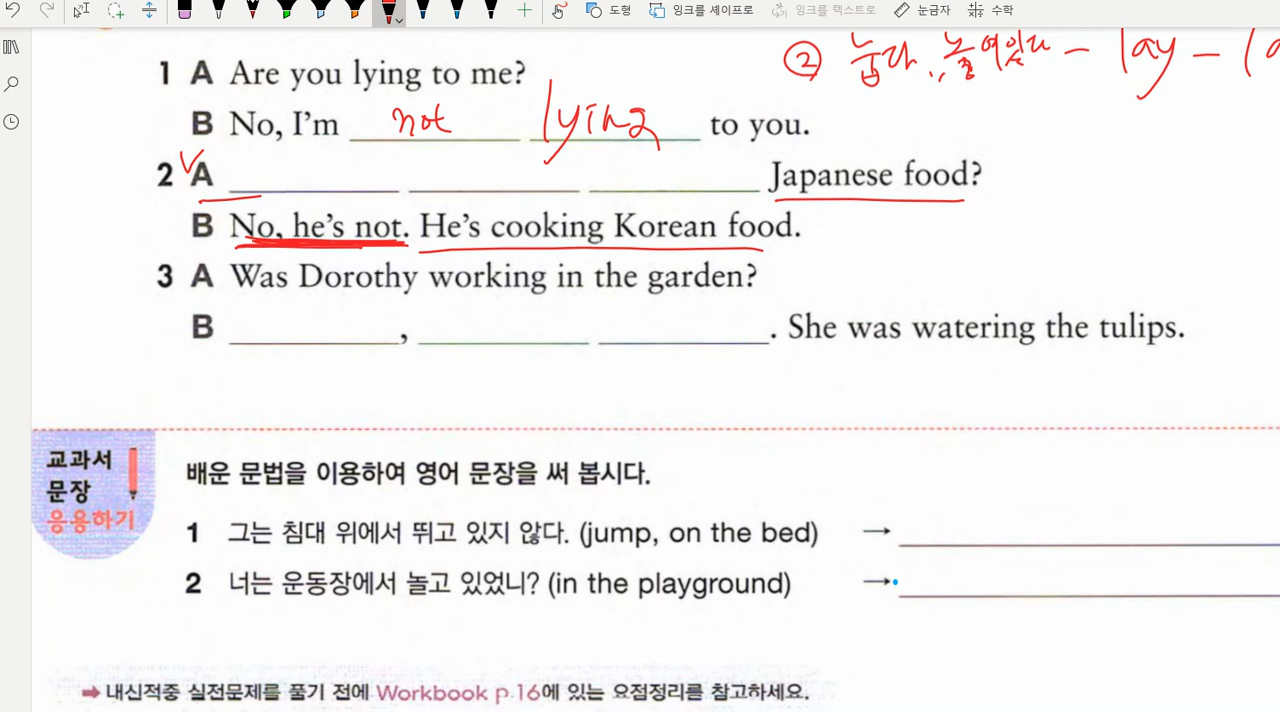 도형 잉크를 셰이프로 잉크를 텍스트로 눈금자 수학
② 눕다, 놓여있다 - lay -
1 A Are you lying to me?
B No, I'm not lying to you.
2 A Japanese food?
B No, he's not. He's cooking Korean food.
3 A Was Dorothy working in the garden?
B , . She was watering the tulips.
교과서
문장
응용하기
배운 문법을 이용하여 영어 문장을 써 봅시다.
1 그는 침대 위에서 뛰고 있지 않다. (jump, on the bed) →
2 너는 운동장에서 놀고 있었니? (in the playground) →
➡ 내신적중 실전문제를 풀기 전에 Workbook p.16에 있는 요점정리를 참고하세요.